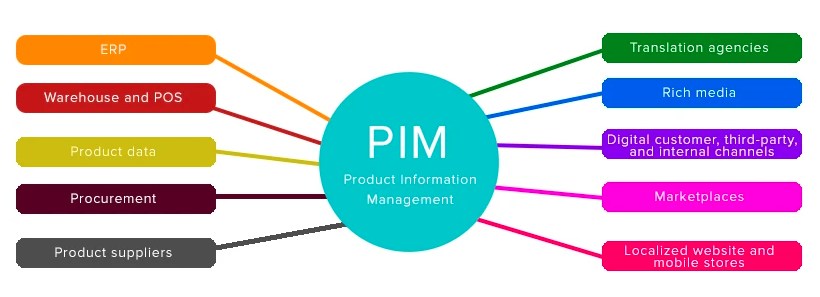 ERP
Warehouse and POS
Product data
Procurement
Product suppliers
PIM
Product Information
Management
Translation agencies
Rich media
Digital customer, third-party,
and internal channels
Marketplaces
Localized website and
mobile stores